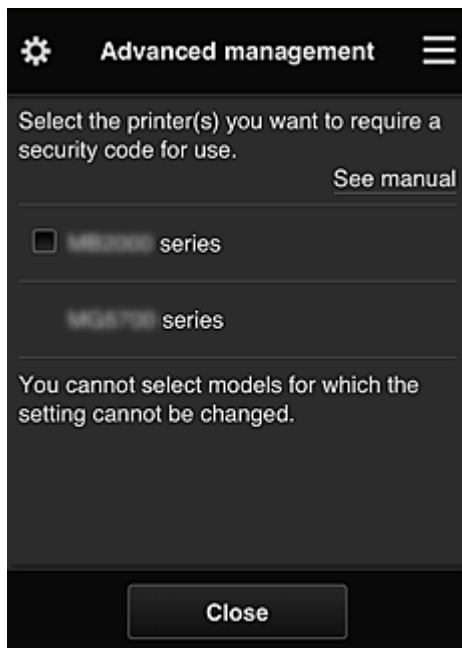 Advanced management
Select the printer(s) you want to require a
security code for use.
See manual
series
series
You cannot select models for which the
setting cannot be changed.
Close